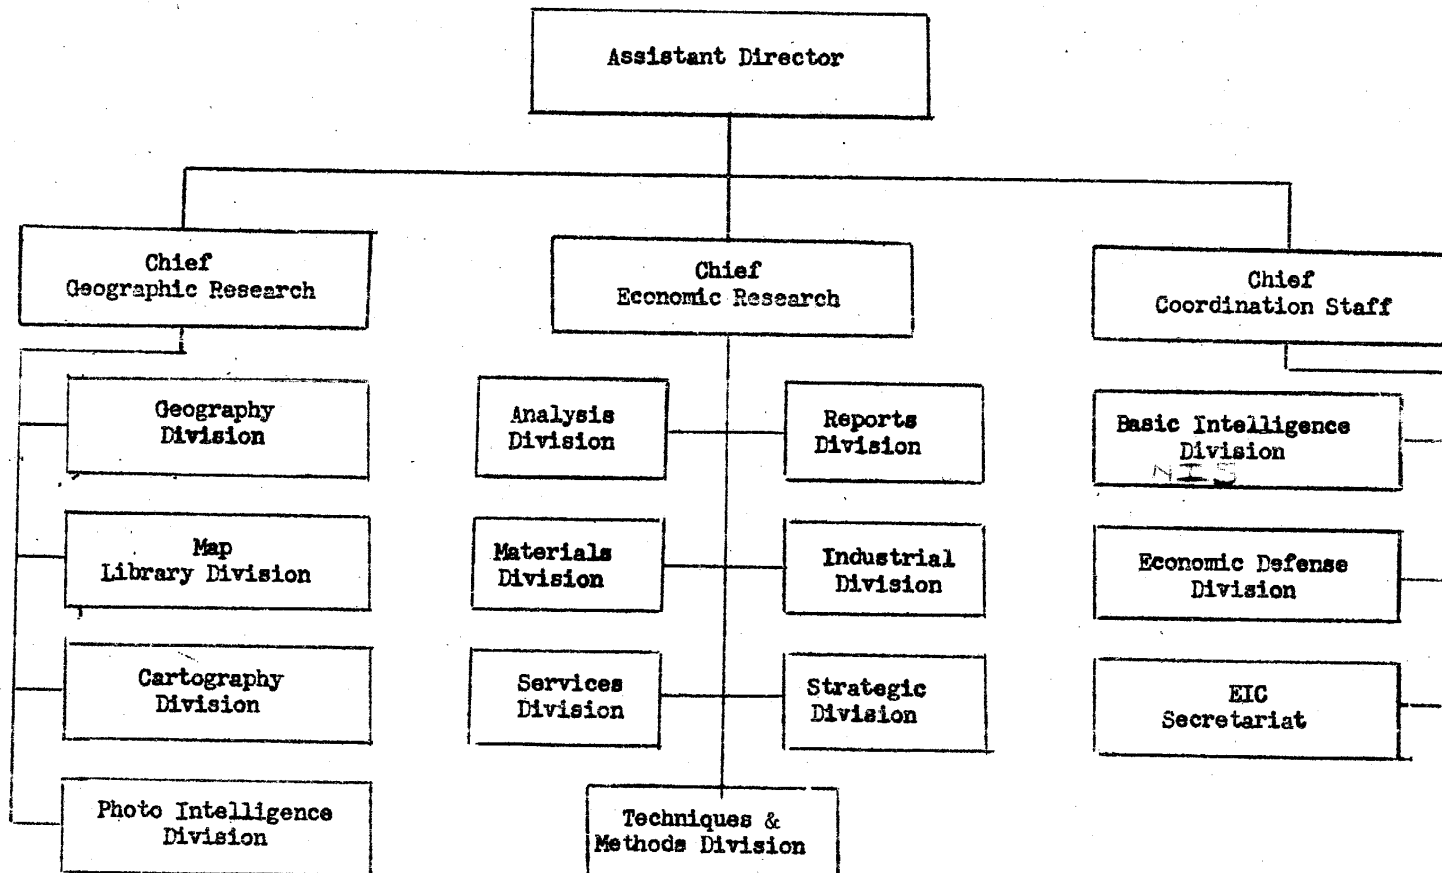 Assistant Director
Chief
Geographic Research
Chief
Economic Research
Chief
Coordination Staff
Geography
Division
Analysis
Division
Reports
Division
Basic Intelligence
Division
NIS
Map
Library Division
Materials
Division
Industrial
Division
Economic Defense
Division
Cartography
Division
Services
Division
Strategic
Division
EIC
Secretariat
Photo Intelligence
Division
Techniques &
Methods Division